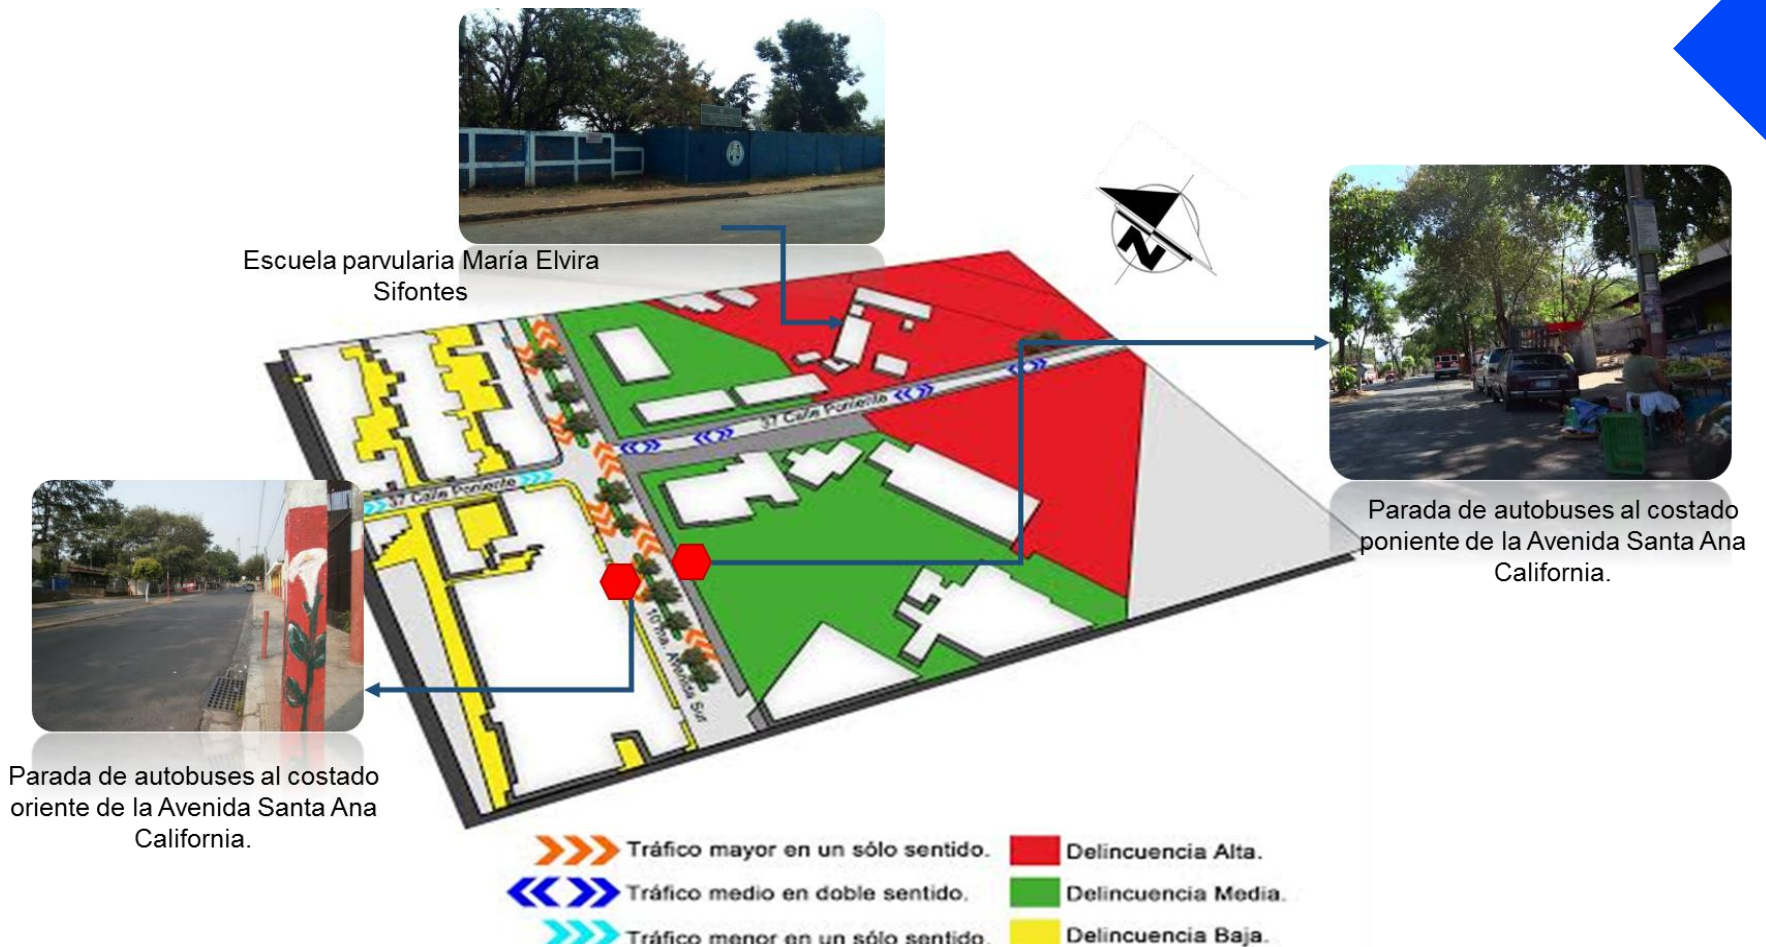 Escuela parvularia María Elvira
Sifontes
N
37 Calle Poniente
37 Calle Poniente
10 ma. Avenida Sur
Parada de autobuses al costado
poniente de la Avenida Santa Ana
California.
Parada de autobuses al costado
oriente de la Avenida Santa Ana
California.
Tráfico mayor en un sólo sentido.
Tráfico medio en doble sentido.
Tráfico menor en un sólo sentido.
Delincuencia Alta.
Delincuencia Media.
Delincuencia Baja.